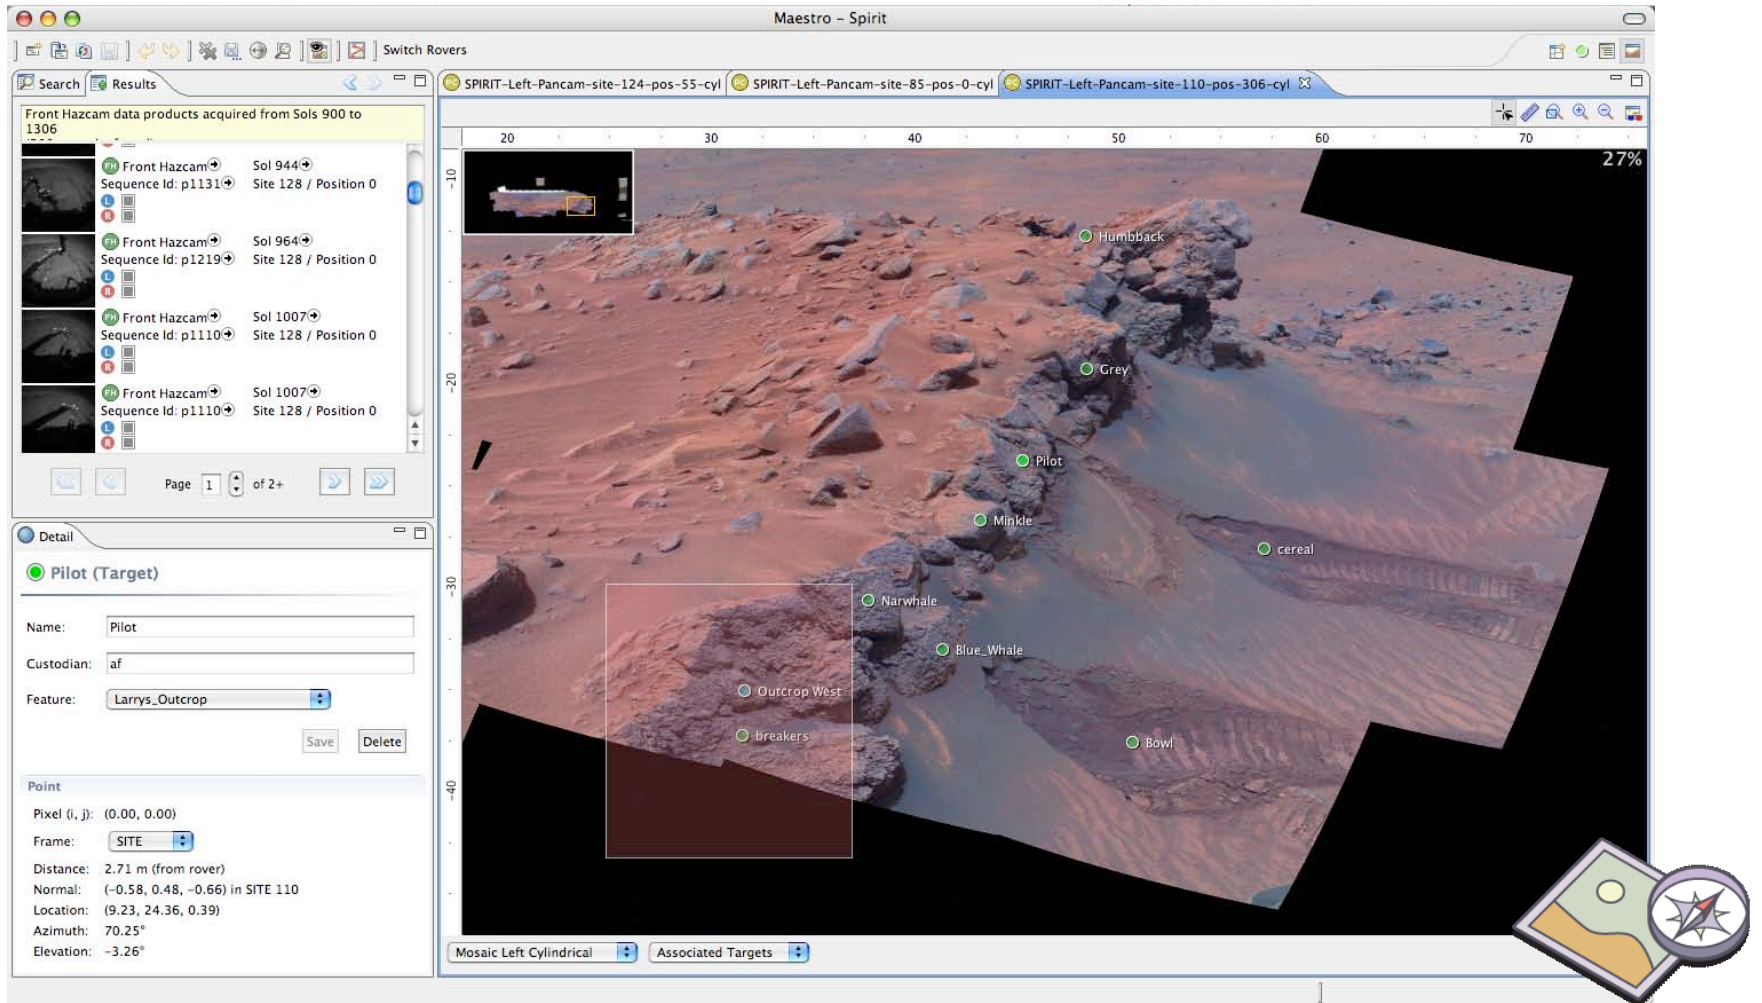 Maestro – Spirit
Switch Rovers
Search
Results
SPIRIT-Left-Pancam-site-124-pos-55-cyl
SPIRIT-Left-Pancam-site-85-pos-0-cyl
SPIRIT-Left-Pancam-site-110-pos-306-cyl
Front Hazcam data products acquired from Sols 900 to
1306
FH Front Hazcam Sol 944
Sequence Id: p1131 Site 128 / Position 0
L
R
FH Front Hazcam Sol 964
Sequence Id: p1219 Site 128 / Position 0
L
R
FH Front Hazcam Sol 1007
Sequence Id: p1110 Site 128 / Position 0
L
R
FH Front Hazcam Sol 1007
Sequence Id: p1110 Site 128 / Position 0
L
R
Page 1 of 2+
Detail
Pilot (Target)
Name: Pilot
Custodian: af
Feature: Larrys_Outcrop
Save Delete
Point
Pixel (i, j): (0.00, 0.00)
Frame: SITE
Distance: 2.71 m (from rover)
Normal: (-0.58, 0.48, -0.66) in SITE 110
Location: (9.23, 24.36, 0.39)
Azimuth: 70.25°
Elevation: -3.26°
20 30 40 50 60 70
27%
-10
-20
-30
-40
Humbback
Grey
Pilot
Minkle
cereal
Narwhale
Blue_Whale
Outcrop West
breakers
Bowl
Mosaic Left Cylindrical
Associated Targets